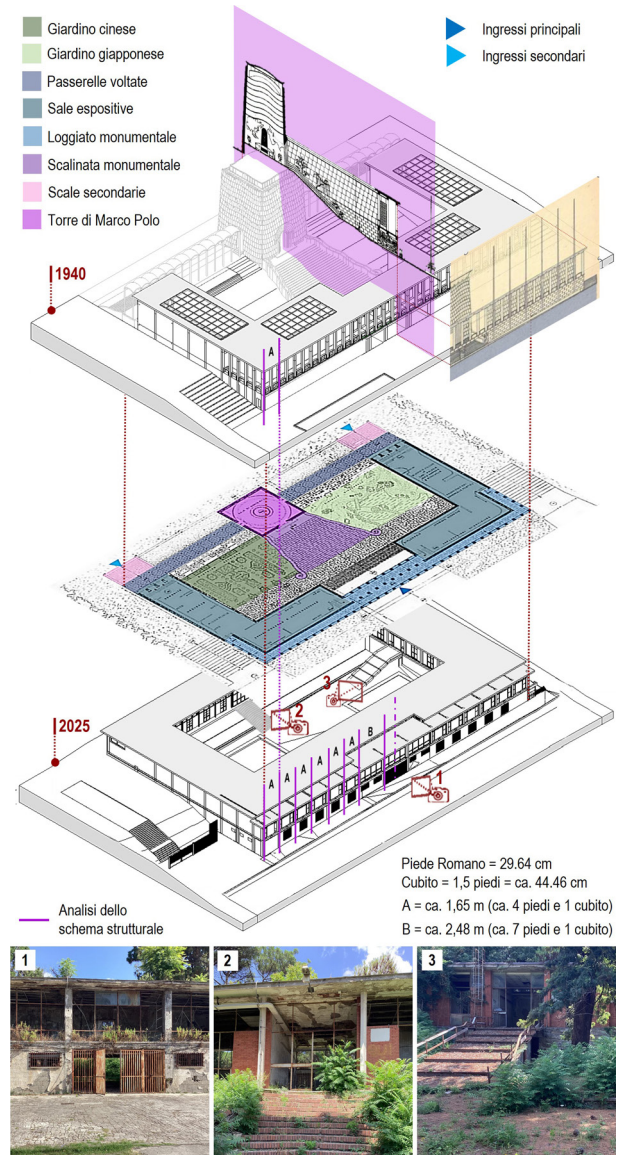 Giardino cinese
Giardino giapponese
Passerelle voltate
Sale espositive
Loggiato monumentale
Scalinata monumentale
Scale secondarie
Torre di Marco Polo
Ingressi principali
Ingressi secondari
1940
A
2025
3
2
A A A A A A A B
1
Piede Romano = 29.64 cm
Cubito = 1,5 piedi = ca. 44.46 cm
A = ca. 1,65 m (ca. 4 piedi e 1 cubito)
B = ca. 2,48 m (ca. 7 piedi e 1 cubito)
Analisi dello
schema strutturale
1
2
3